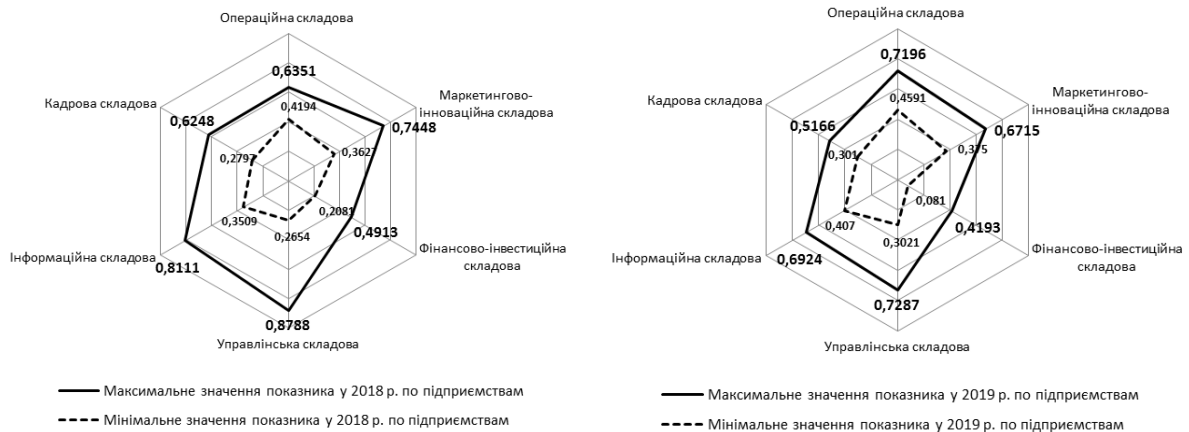 Операційна складова
0,6351
0,4194
Маркетингово-
інноваційна складова
0,7448
0,3627
Кадрова складова
0,6248
0,2797
0,2081
0,4913
Фінансово-інвестиційна
складова
0,3509
0,2654
Інформаційна складова
0,8111
0,8788
Управлінська складова
Максимальне значення показника у 2018 р. по підприємствам
Мінімальне значення показника у 2018 р. по підприємствам
Операційна складова
0,7196
0,4591
Маркетингово-
інноваційна складова
0,6715
0,375
Кадрова складова
0,5166
0,301
0,081
0,4193
Фінансово-інвестиційна
складова
0,407
0,3021
Інформаційна складова
0,6924
0,7287
Управлінська складова
Максимальне значення показника у 2019 р. по підприємствам
Мінімальне значення показника у 2019 р. по підприємствам